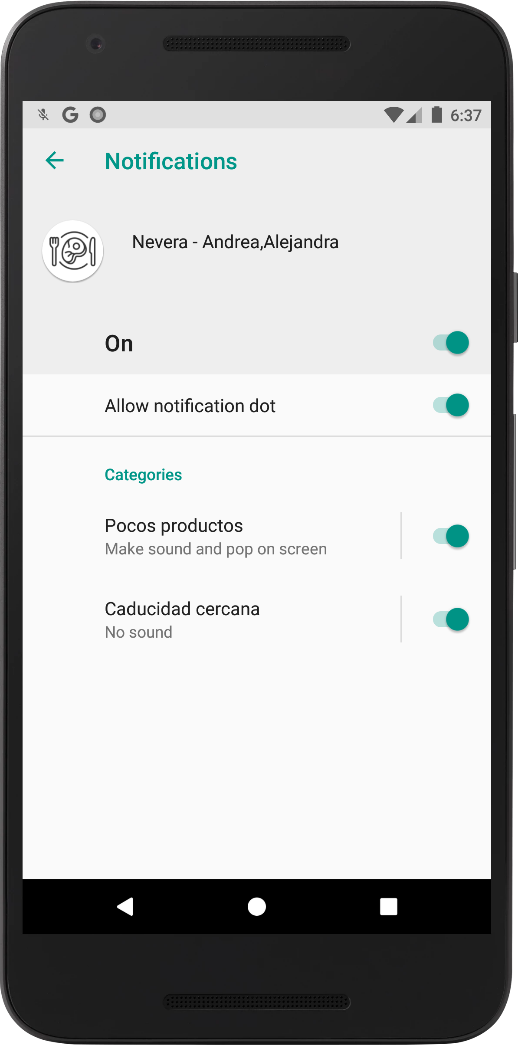 6:37
Notifications
Nevera - Andrea,Alejandra
On
Allow notification dot
Categories
Pocos productos
Make sound and pop on screen
Caducidad cercana
No sound